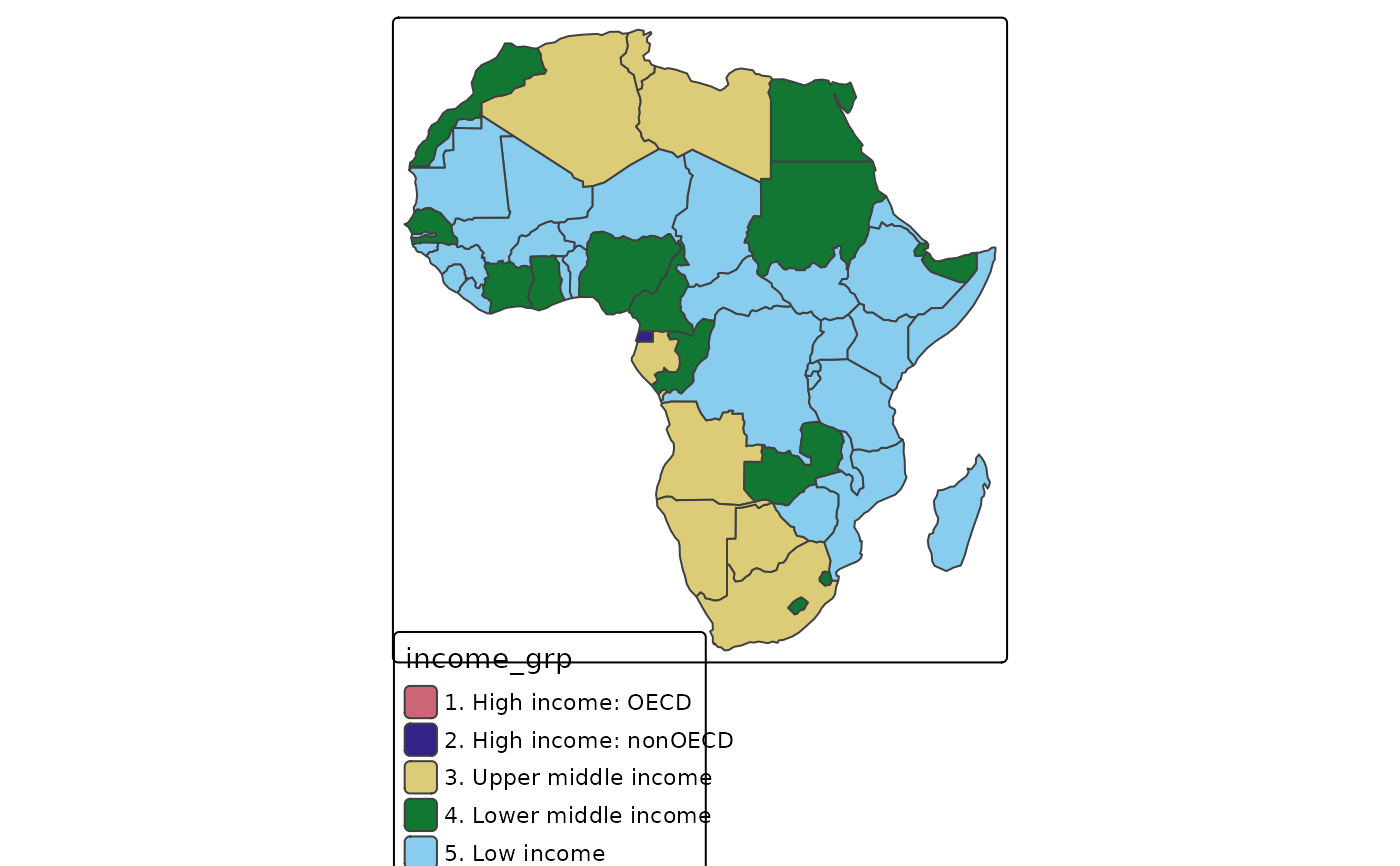 income_grp
1. High income: OECD
2. High income: nonOECD
3. Upper middle income
4. Lower middle income
5. Low income